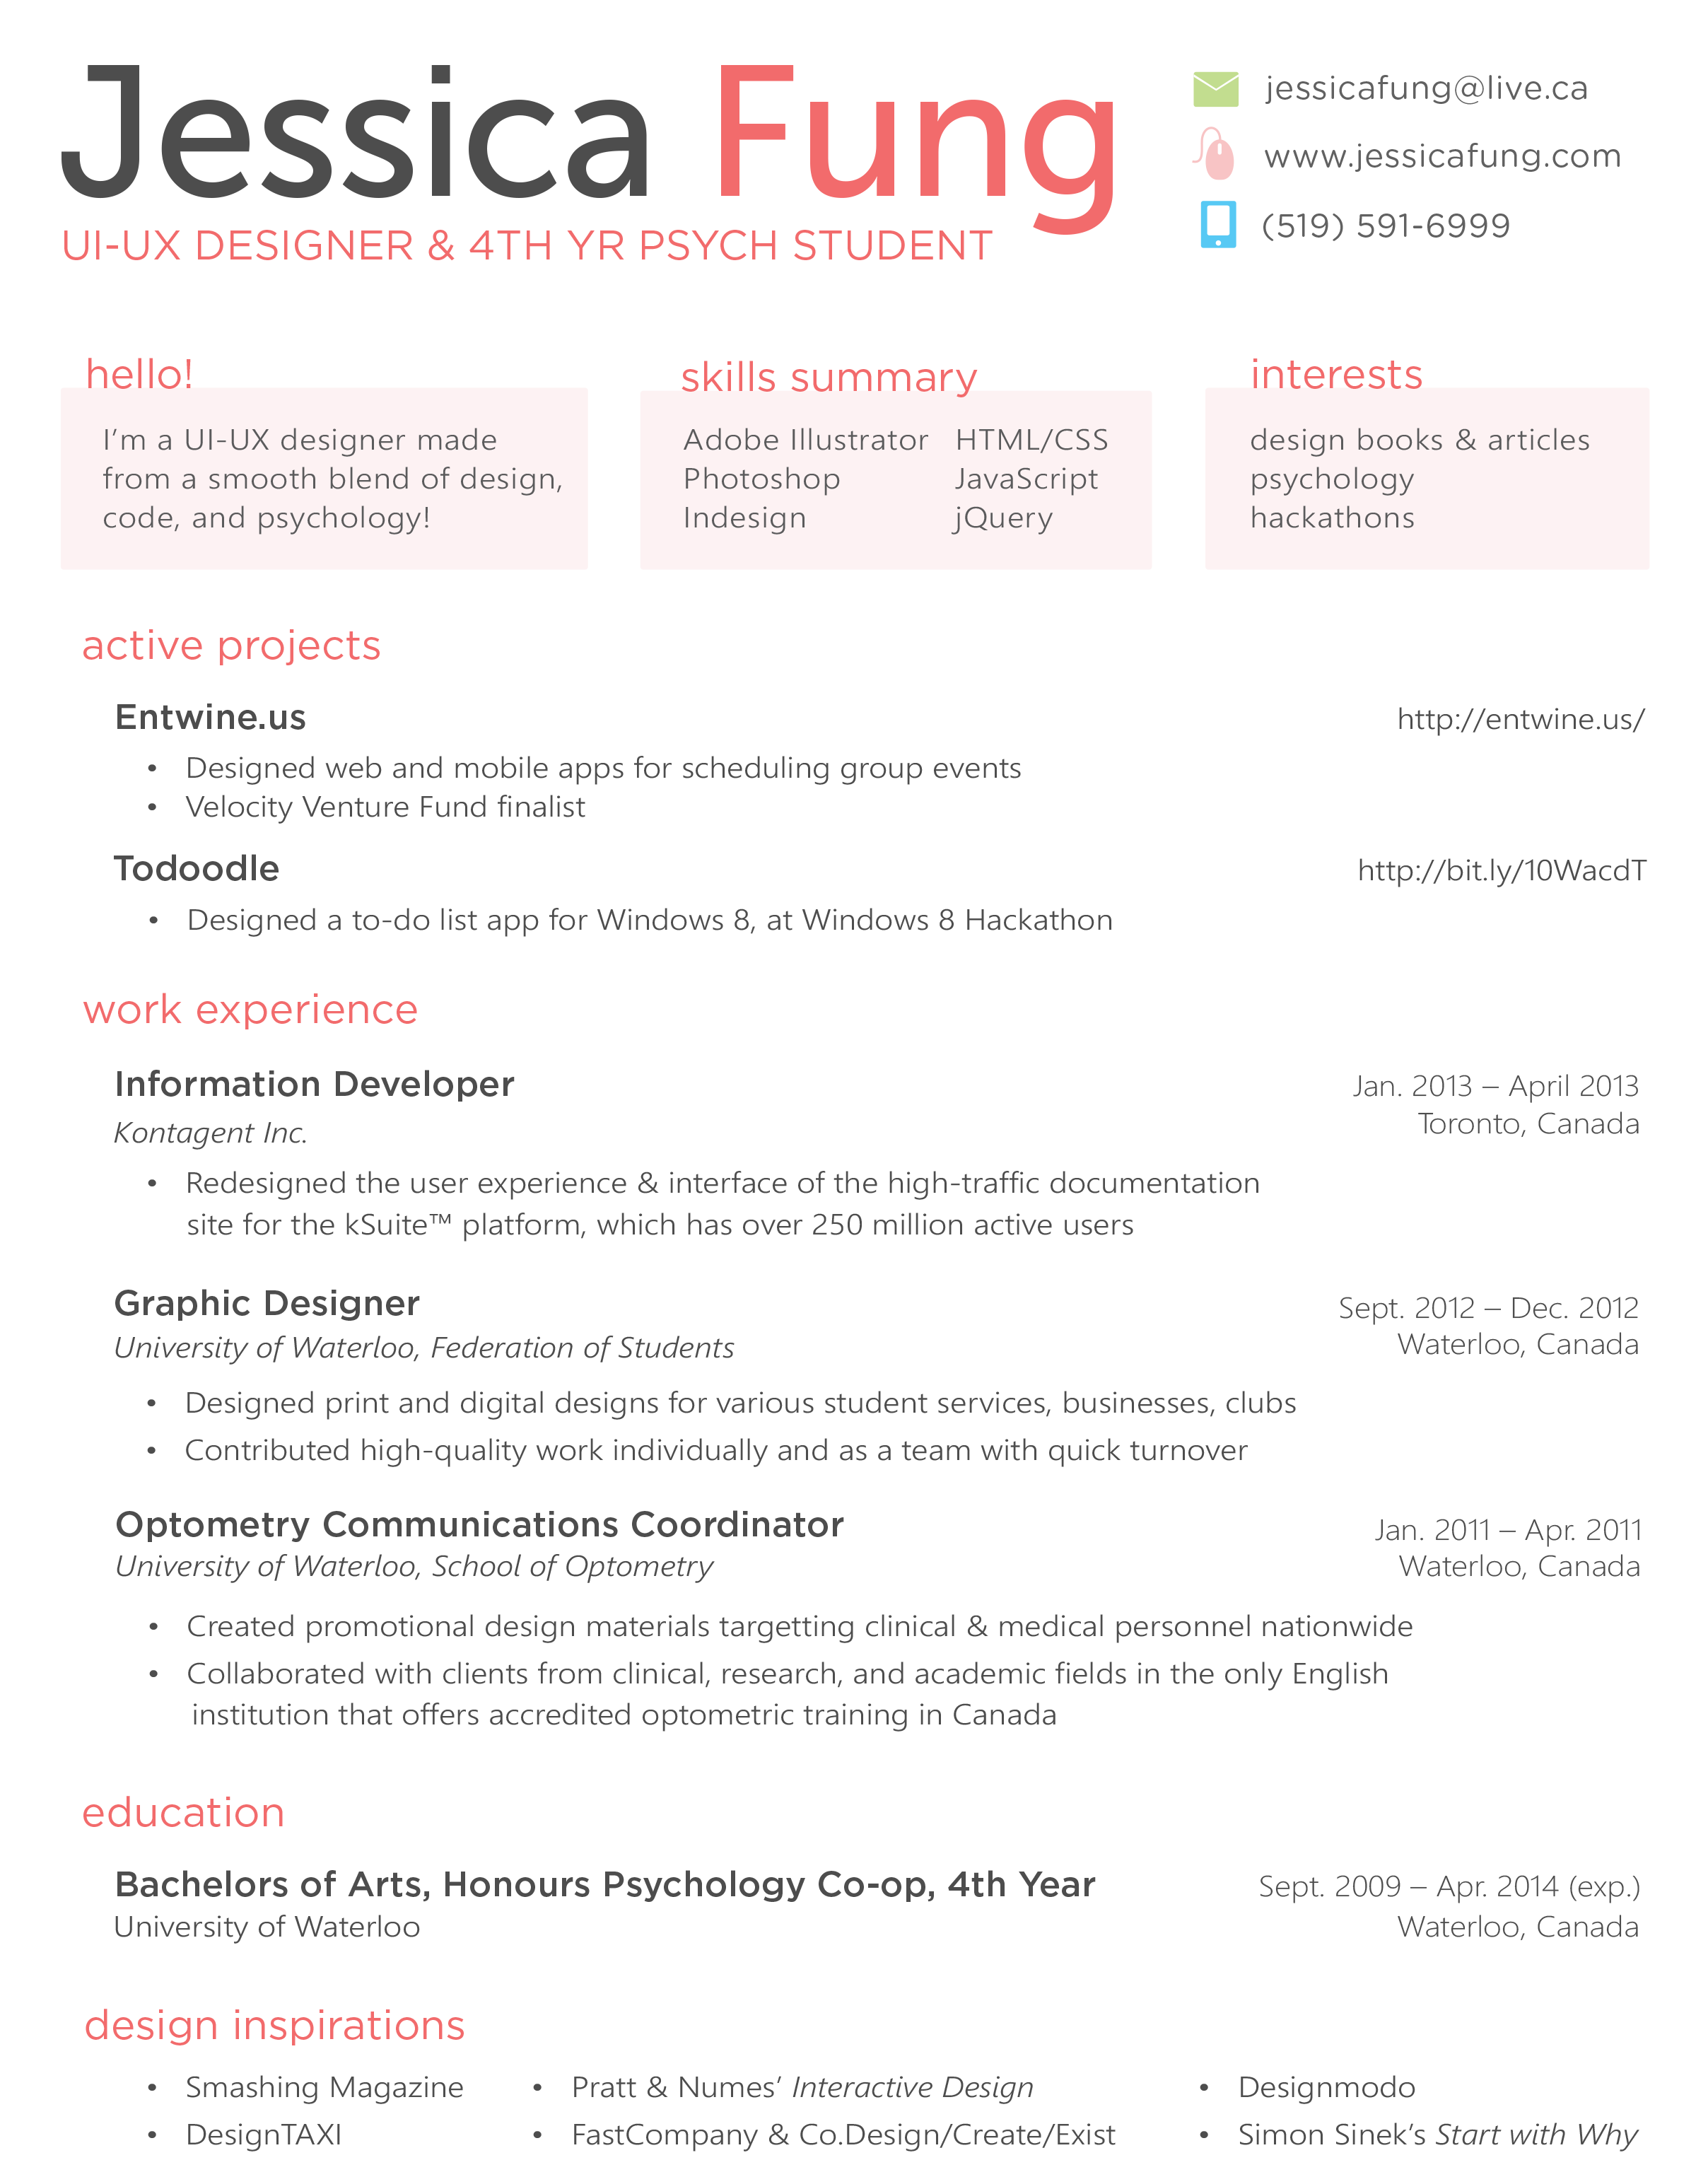 Jessica Fung
UI-UX DESIGNER & 4TH YR PSYCH STUDENT
jessicafung@live.ca
www.jessicafung.com
(519) 591-6999
hello!
I'm a UI-UX designer made
from a smooth blend of design,
code, and psychology!
skills summary
Adobe Illustrator HTML/CSS
Photoshop JavaScript
Indesign jQuery
interests
design books & articles
psychology
hackathons
active projects
Entwine.us http://entwine.us/
• Designed web and mobile apps for scheduling group events
• Velocity Venture Fund finalist
Todoodle http://bit.ly/10WacdT
• Designed a to-do list app for Windows 8, at Windows 8 Hackathon
work experience
Information Developer Jan. 2013 – April 2013
Kontagent Inc. Toronto, Canada
• Redesigned the user experience & interface of the high-traffic documentation
site for the kSuite™ platform, which has over 250 million active users
Graphic Designer Sept. 2012 – Dec. 2012
University of Waterloo, Federation of Students Waterloo, Canada
• Designed print and digital designs for various student services, businesses, clubs
• Contributed high-quality work individually and as a team with quick turnover
Optometry Communications Coordinator Jan. 2011 – Apr. 2011
University of Waterloo, School of Optometry Waterloo, Canada
• Created promotional design materials targetting clinical & medical personnel nationwide
• Collaborated with clients from clinical, research, and academic fields in the only English
institution that offers accredited optometric training in Canada
education
Bachelors of Arts, Honours Psychology Co-op, 4th Year Sept. 2009 – Apr. 2014 (exp.)
University of Waterloo Waterloo, Canada
design inspirations
• Smashing Magazine • Pratt & Numes' Interactive Design • Designmodo
• DesignTAXI • FastCompany & Co.Design/Create/Exist • Simon Sinek's Start with Why